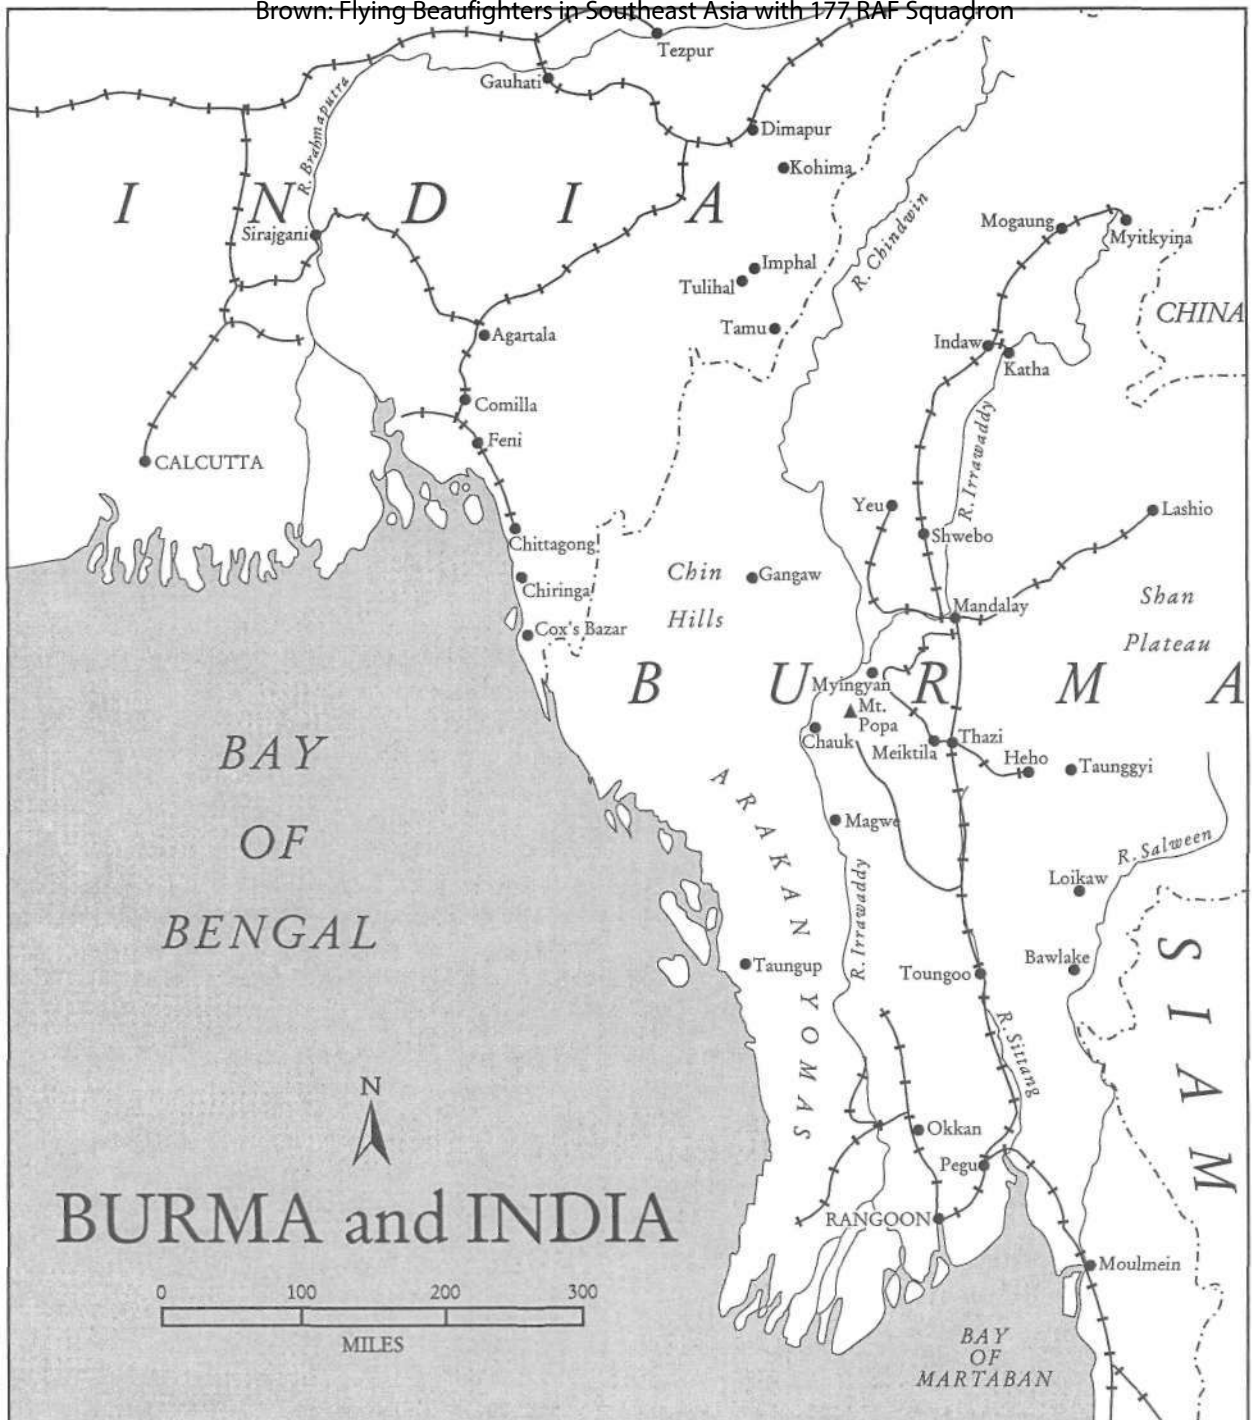 Brown: Flying Beaufighters in Southeast Asia with 177 RAF Squadron
Tezpur
Gauhati
R. Brahmaputra
Dimapur
Kohima
INDIA
Sirajgani
R. Chindwin
Mogaung
Myitkyina
Imphal
Tulihal
CHINA
Tamu
Agartala
Indaw
Katha
Comilla
Feni
R. Irrawaddy
CALCUTTA
Yeu
Lashio
Shwebo
Chittagong
Chin
Hills
Gangaw
Chiringa
Shan
Plateau
Mandalay
Cox's Bazar
BURMA
Myingyan
Mt.
Popa
Chauk
Meiktila
Thazi
Heho
Taunggyi
BAY
OF
BENGAL
ARAKAN YOMAS
Magwe
R. Salween
Loikaw
R. Irrawaddy
SIAM
Taungup
Toungoo
Bawlake
R. Sittang
N
Okkan
Pegu
BURMA and INDIA
RANGOON
Moulmein
0 100 200 300
MILES
BAY
OF
MARTABAN